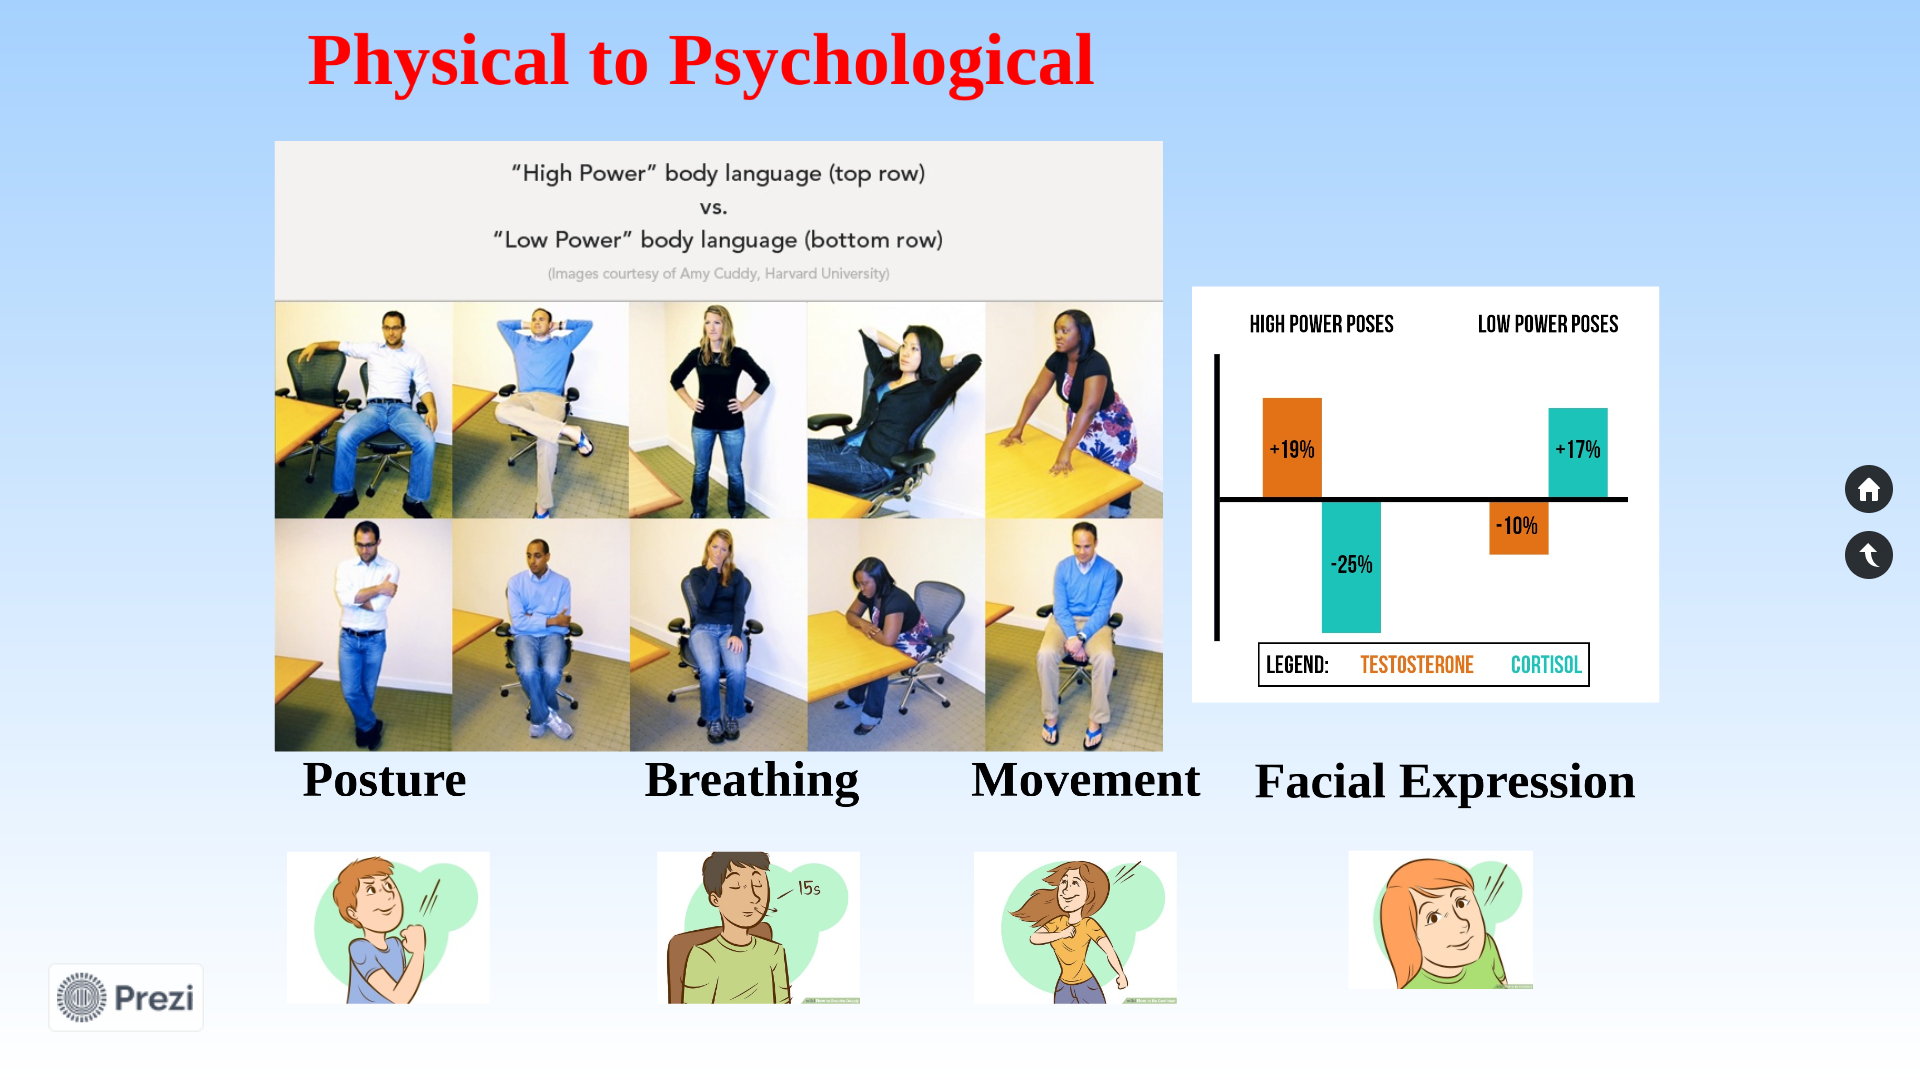 Physical to Psychological
“High Power” body language (top row)
vs.
“Low Power” body language (bottom row)
(Images courtesy of Amy Cuddy, Harvard University)
HIGH POWER POSES
LOW POWER POSES
+19%
+17%
-10%
-25%
LEGEND: TESTOSTERONE CORTISOL
Posture
Breathing
Movement
Facial Expression
15s
Prezi